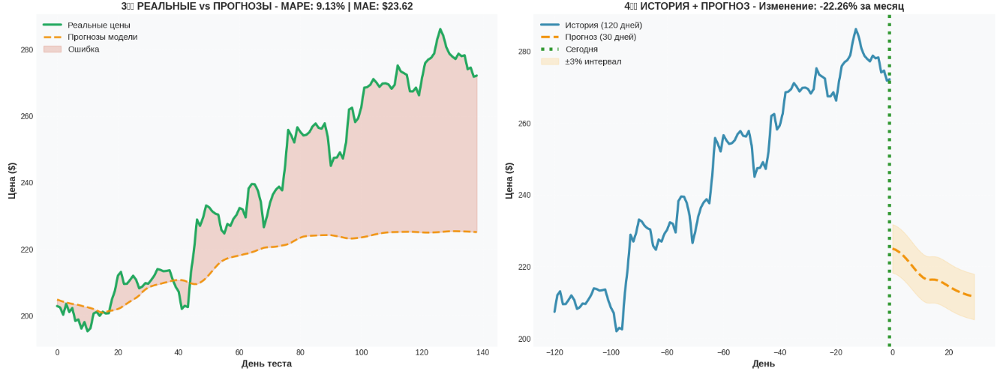 3▯▯ РЕАЛЬНЫЕ vs ПРОГНОЗЫ - MAPE: 9.13% | MAE: $23.62
Реальные цены
Прогнозы модели
Ошибка
Цена ($)
280
260
240
220
200
0 20 40 60 80 100 120 140
День теста
4▯▯ ИСТОРИЯ + ПРОГНОЗ - Изменение: -22.26% за месяц
История (120 дней)
Прогноз (30 дней)
Сегодня
±3% интервал
Цена ($)
280
260
240
220
200
−120 −100 −80 −60 −40 −20 0 20
День